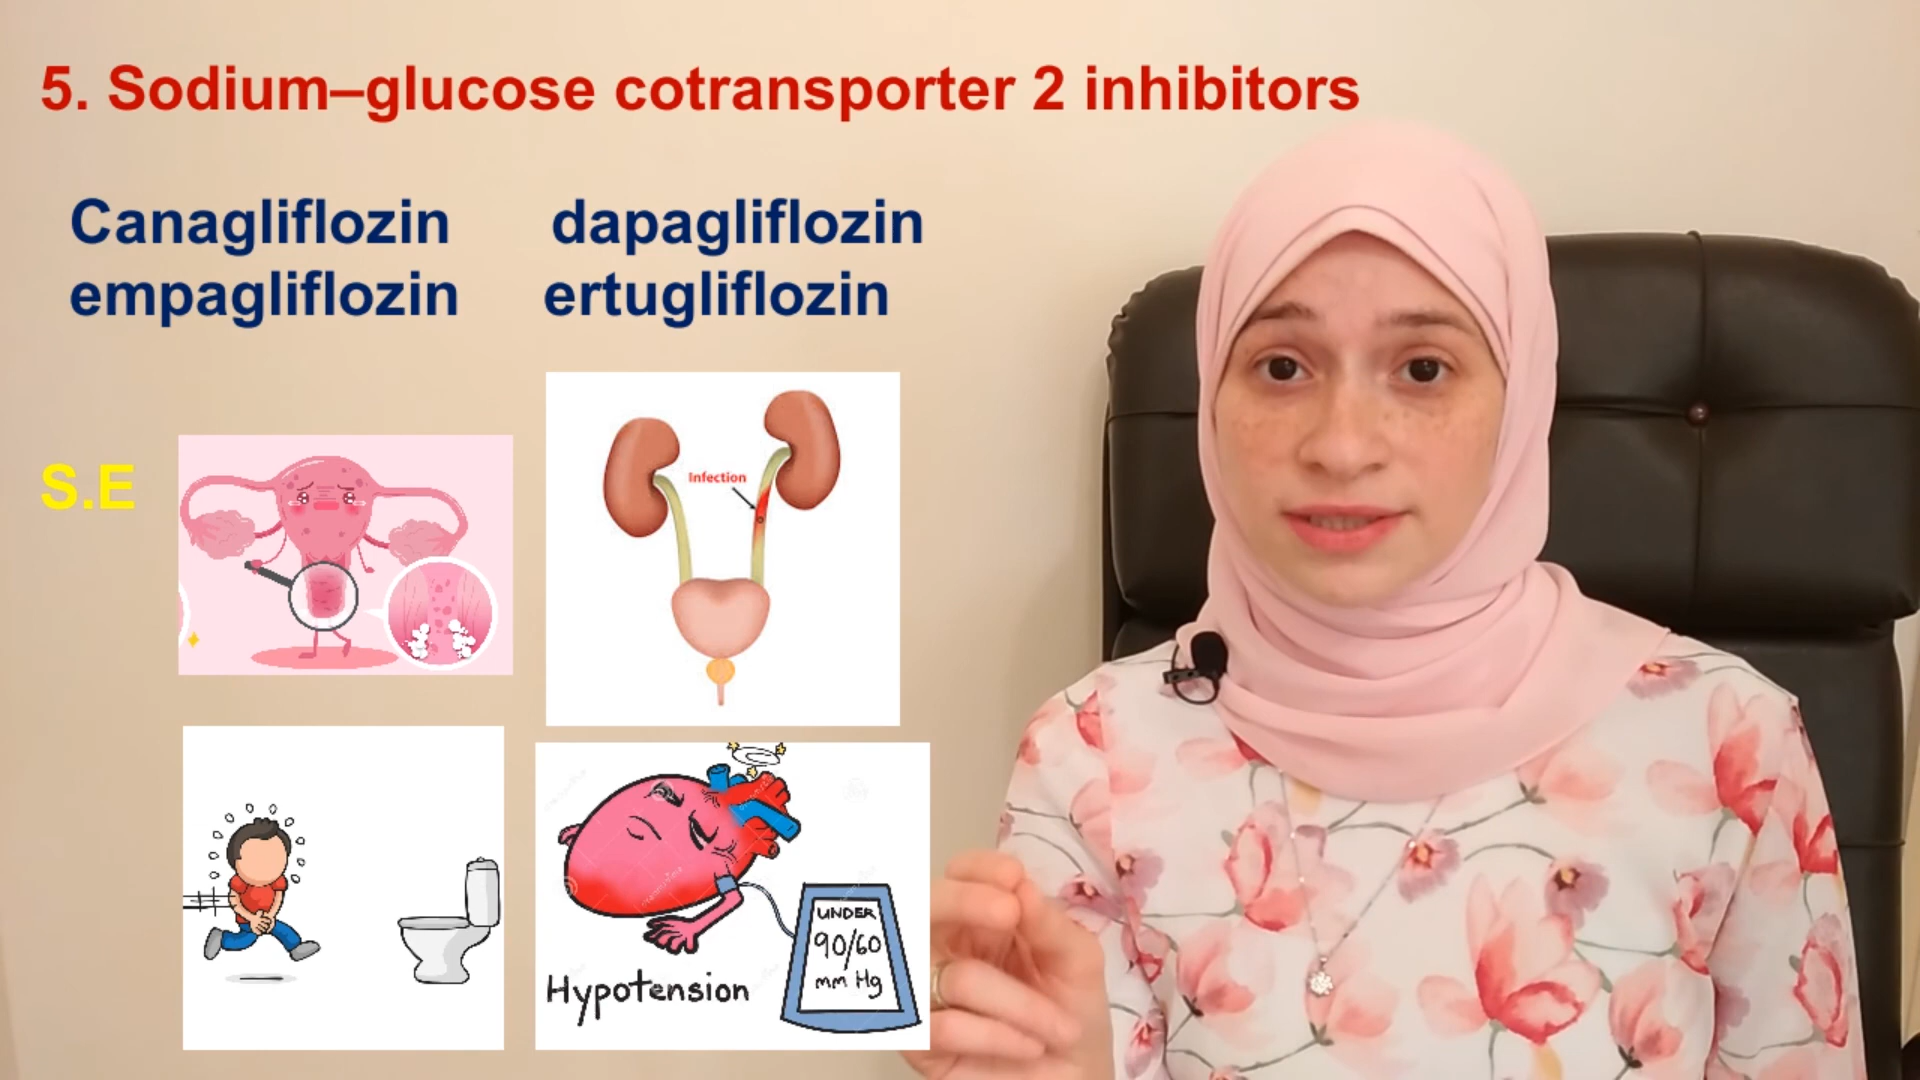 5. Sodium–glucose cotransporter 2 inhibitors
Canagliflozin dapagliflozin
empagliflozin ertugliflozin
S.E
Infection
UNDER
90/60
mm Hg
Hypotension